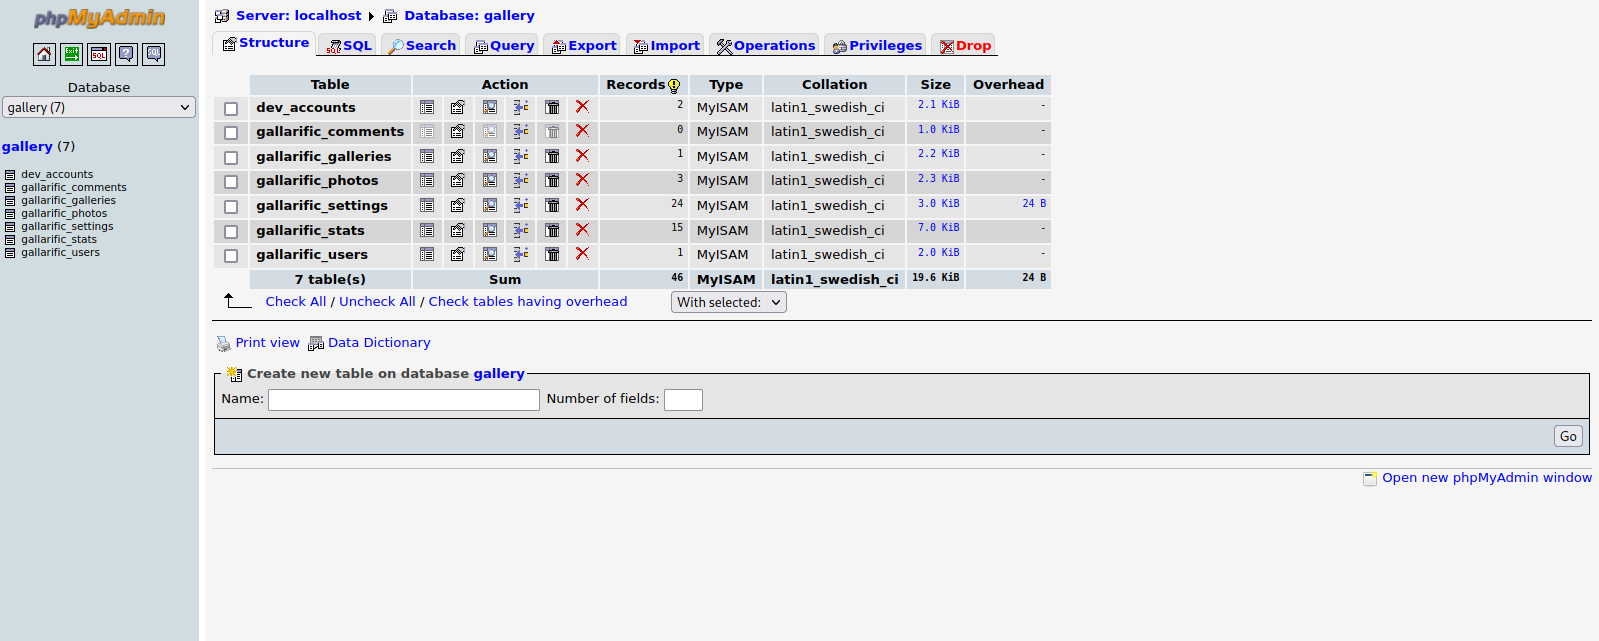 phpMyAdmin
Database
gallery (7)
gallery (7)
dev_accounts
gallarific_comments
gallarific_galleries
gallarific_photos
gallarific_settings
gallarific_stats
gallarific_users
Server: localhost Database: gallery
Structure SQL Search Query Export Import Operations Privileges Drop
Table Action Records Type Collation Size Overhead
dev_accounts 2 MyISAM latin1_swedish_ci 2.1 KiB -
gallarific_comments 0 MyISAM latin1_swedish_ci 1.0 KiB -
gallarific_galleries 1 MyISAM latin1_swedish_ci 2.2 KiB -
gallarific_photos 3 MyISAM latin1_swedish_ci 2.3 KiB -
gallarific_settings 24 MyISAM latin1_swedish_ci 3.0 KiB 24 B
gallarific_stats 15 MyISAM latin1_swedish_ci 7.0 KiB -
gallarific_users 1 MyISAM latin1_swedish_ci 2.0 KiB -
7 table(s) Sum 46 MyISAM latin1_swedish_ci 19.6 KiB 24 B
Check All / Uncheck All / Check tables having overhead With selected:
Print view Data Dictionary
Create new table on database gallery
Name: Number of fields:
Go
Open new phpMyAdmin window